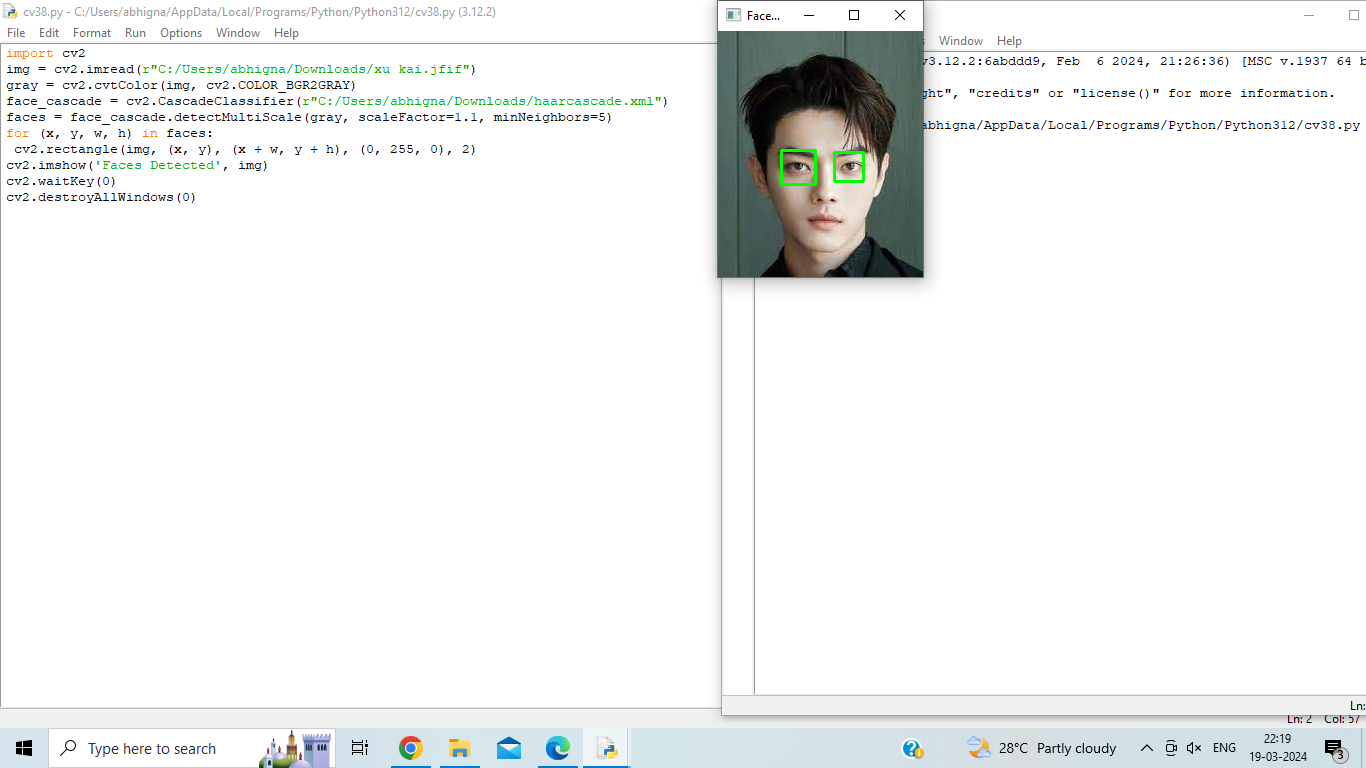 cv38.py - C:/Users/abhigna/AppData/Local/Programs/Python/Python312/cv38.py (3.12.2)
File Edit Format Run Options Window Help
import cv2
img = cv2.imread(r"C:/Users/abhigna/Downloads/xu kai.jfif")
gray = cv2.cvtColor(img, cv2.COLOR_BGR2GRAY)
face_cascade = cv2.CascadeClassifier(r"C:/Users/abhigna/Downloads/haarcascade.xml")
faces = face_cascade.detectMultiScale(gray, scaleFactor=1.1, minNeighbors=5)
for (x, y, w, h) in faces:
 cv2.rectangle(img, (x, y), (x + w, y + h), (0, 255, 0), 2)
cv2.imshow('Faces Detected', img)
cv2.waitKey(0)
cv2.destroyAllWindows(0)
Face...
Window Help
v3.12.2:6abddd9, Feb  6 2024, 21:26:36) [MSC v.1937 64 b
ght", "credits" or "license()" for more information.
abhigna/AppData/Local/Programs/Python/Python312/cv38.py
Ln:
Ln: 2 Col: 57
Type here to search
28°C Partly cloudy
ENG
22:19
19-03-2024
3